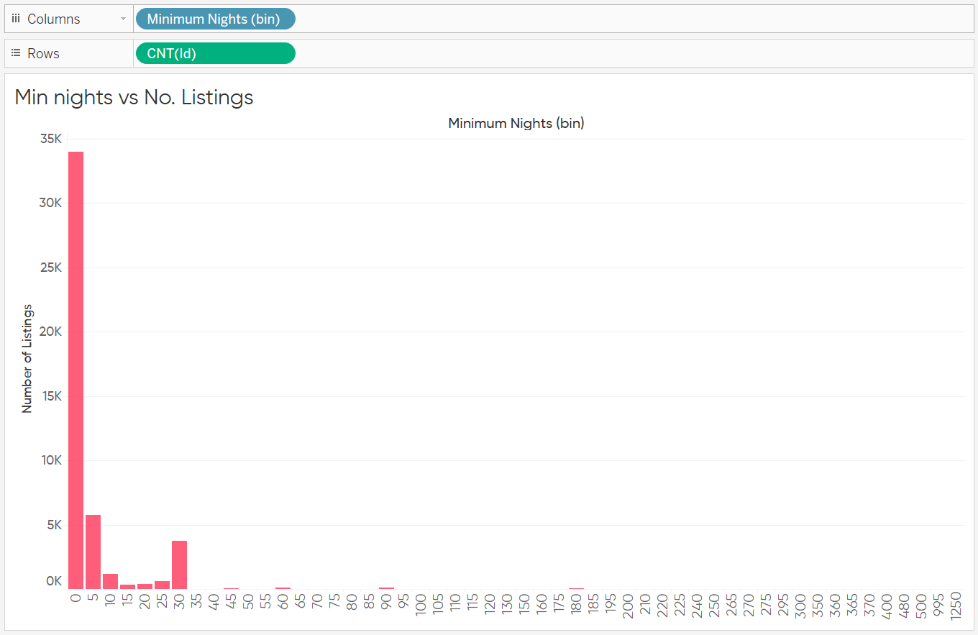 Columns Minimum Nights (bin)
Rows CNT(Id)
Min nights vs No. Listings
Minimum Nights (bin)
35K
30K
25K
20K
15K
10K
5K
0K
Number of Listings
0 5 10 15 20 25 30 35 40 45 50 55 60 65 70 75 80 85 90 95 100 105 110 115 120 130 150 160 175 180 185 195 200 210 220 225 240 250 265 270 275 295 300 350 360 365 370 400 480 500 995 1250